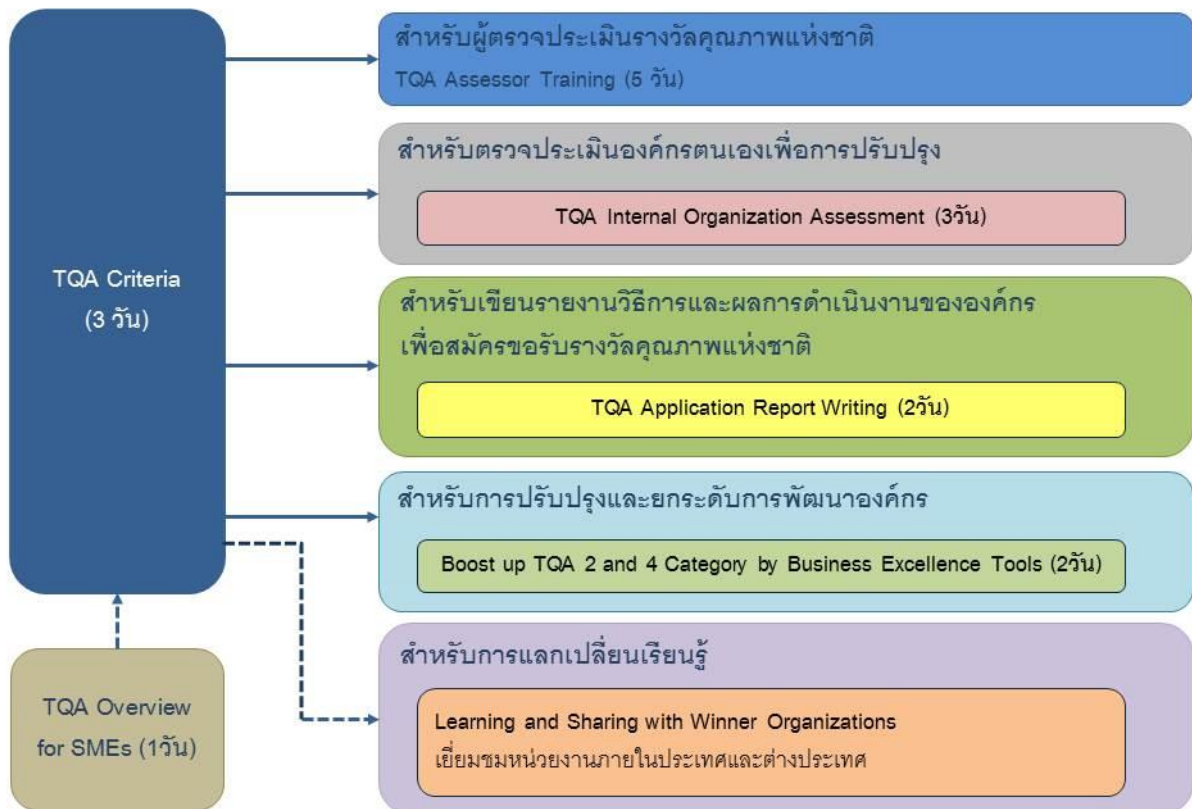 TQA Criteria
(3 วัน)
TQA Overview
for SMEs (1วัน)
สำหรับผู้ตรวจประเมินรางวัลคุณภาพแห่งชาติ
TQA Assessor Training (5 วัน)
สำหรับตรวจประเมินองค์กรตนเองเพื่อการปรับปรุง
TQA Internal Organization Assessment (3วัน)
สำหรับเขียนรายงานวิธีการและผลการดำเนินงานขององค์กร
เพื่อสมัครขอรับรางวัลคุณภาพแห่งชาติ
TQA Application Report Writing (2วัน)
สำหรับการปรับปรุงและยกระดับการพัฒนาองค์กร
Boost up TQA 2 and 4 Category by Business Excellence Tools (2วัน)
สำหรับการแลกเปลี่ยนเรียนรู้
Learning and Sharing with Winner Organizations
เยี่ยมชมหน่วยงานภายในประเทศและต่างประเทศ